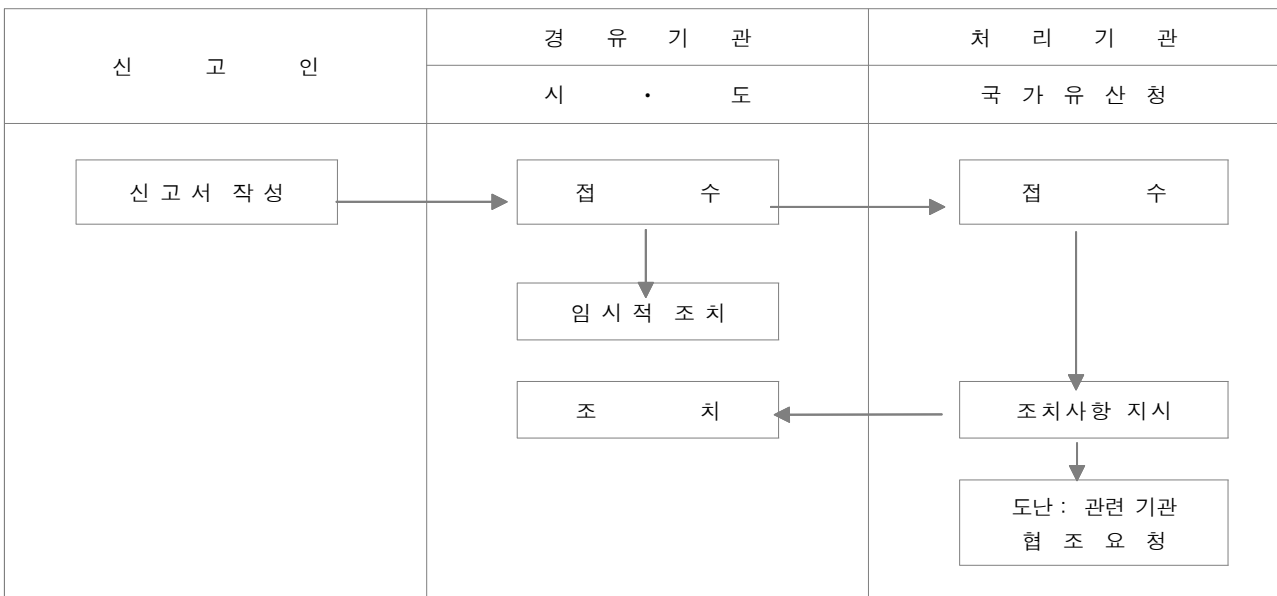 신 고 인
경 유 기 관
처 리 기 관
시 · 도
국 가 유 산 청
신 고 서 작 성
접 수
접 수
임 시 적 조 치
조 치
조치사항 지시
도난 : 관련 기관
협 조 요 청